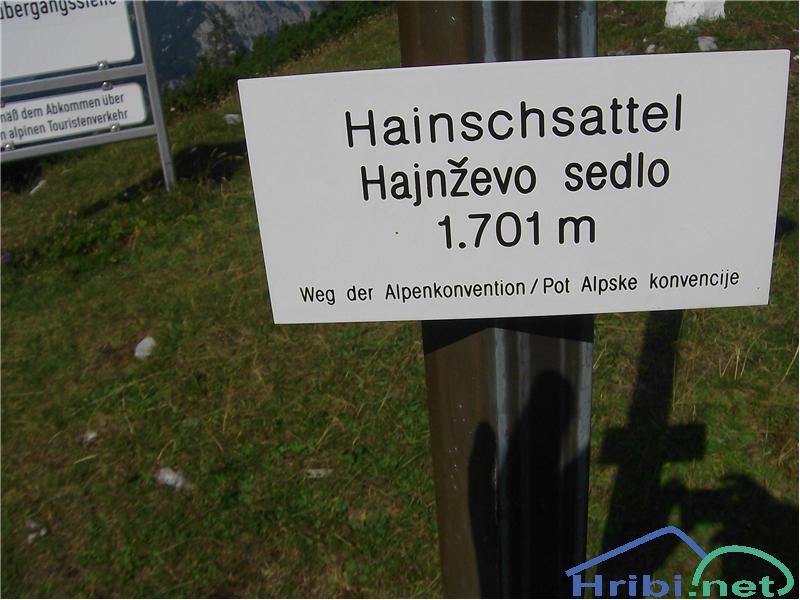 übergangsstelle
mäß dem Abkommen über
n alpinen Touristenverkehr
Hainschsattel
Hajnževo sedlo
1.701 m
Weg der Alpenkonvention / Pot Alpske konvencije
Hribi.net